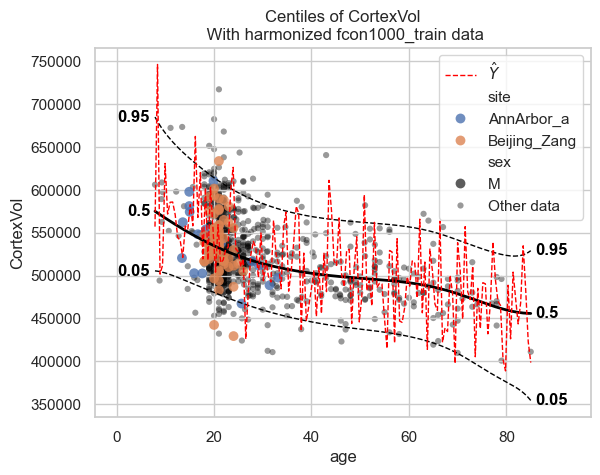 Centiles of CortexVol
With harmonized fcon1000_train data
750000
700000
650000
600000
550000
500000
450000
400000
350000
CortexVol
0.95
0.5
0.05
Ŷ
site
AnnArbor_a
Beijing_Zang
sex
M
Other data
0.95
0.5
0.05
0
20
40
60
80
age